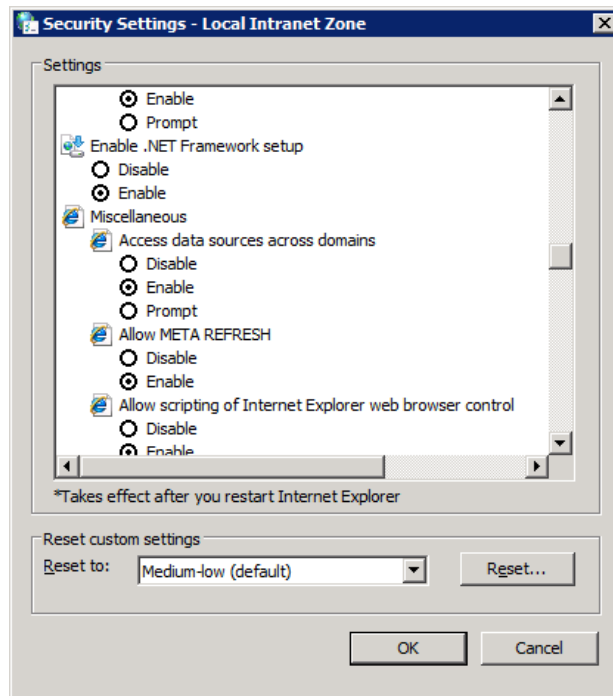 Security Settings - Local Intranet Zone
Settings
Enable
Prompt
Enable .NET Framework setup
Disable
Enable
Miscellaneous
Access data sources across domains
Disable
Enable
Prompt
Allow META REFRESH
Disable
Enable
Allow scripting of Internet Explorer web browser control
Disable
Enable
*Takes effect after you restart Internet Explorer
Reset custom settings
Reset to: Medium-low (default) Reset...
OK Cancel